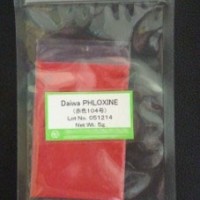 Daiwa PHLOXINE
(赤色104号)
Lot No. 051214
Net Wt. 5g